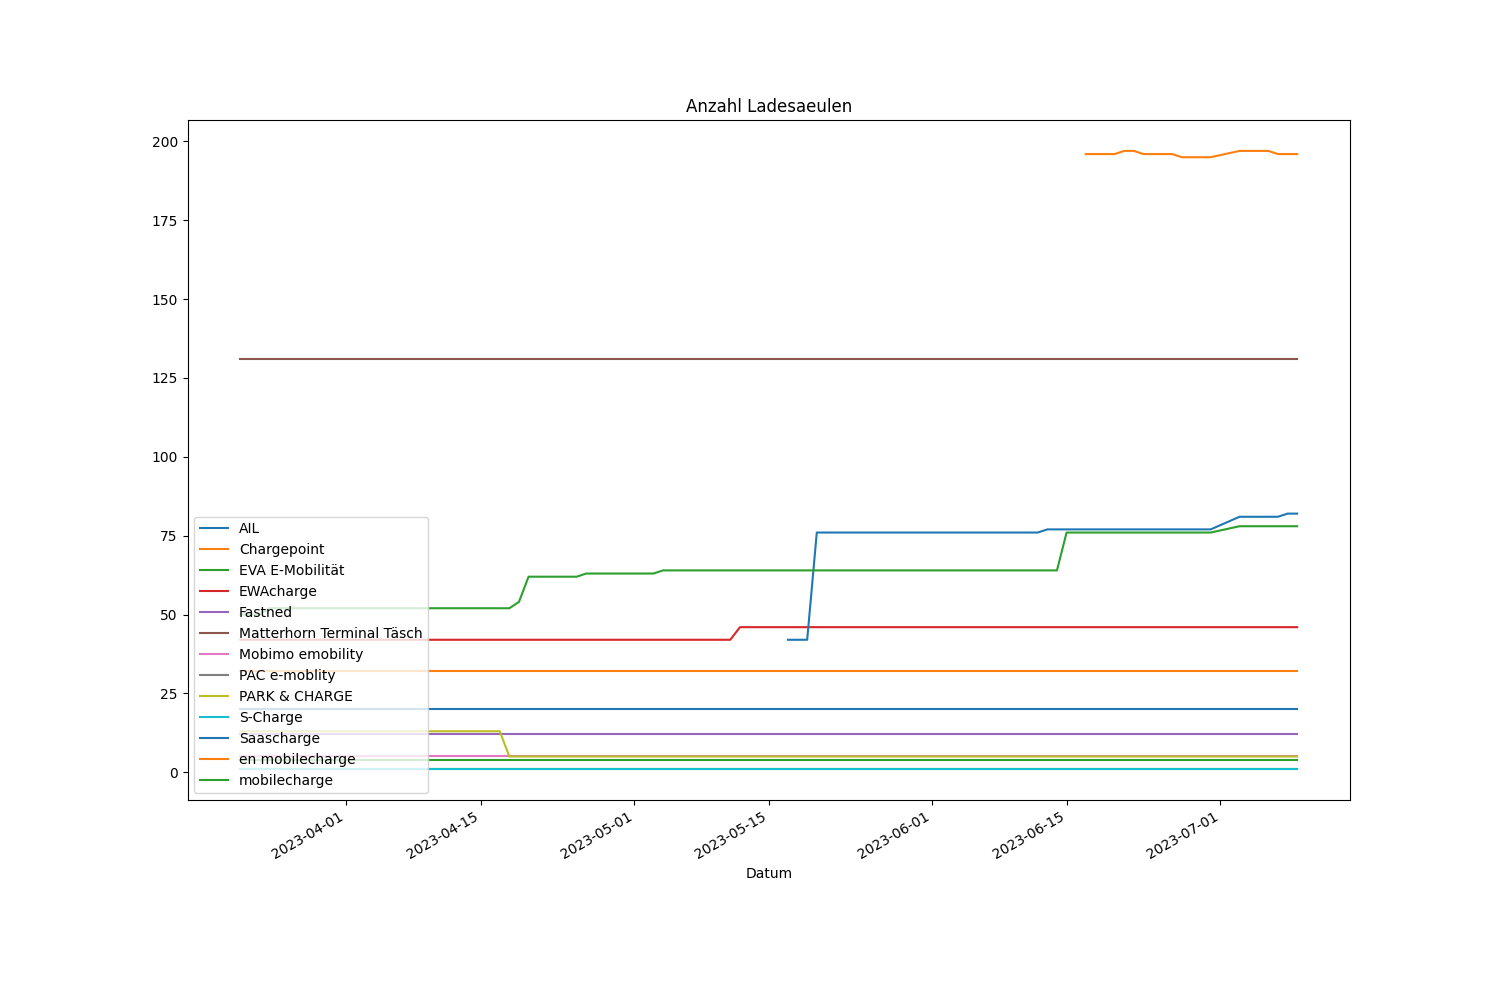 Anzahl Ladesaeulen
200
175
150
125
100
75
50
25
0
AIL
Chargepoint
EVA E-Mobilität
EWAcharge
Fastned
Matterhorn Terminal Täsch
Mobimo emobility
PAC e-moblity
PARK & CHARGE
S-Charge
Saascharge
en mobilecharge
mobilecharge
2023-04-01
2023-04-15
2023-05-01
2023-05-15
2023-06-01
2023-06-15
2023-07-01
Datum